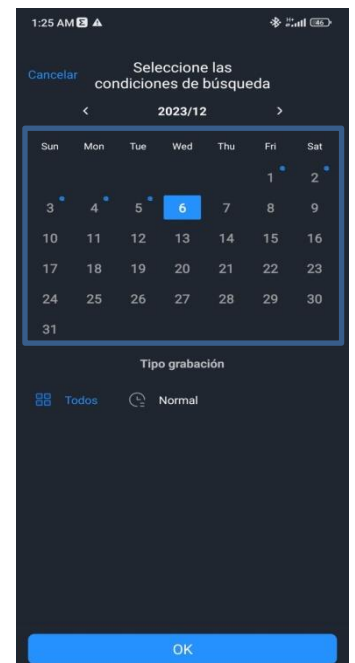 1:25 AM
46
Cancelar
Seleccione las
condiciones de búsqueda
< 2023/12 >
Sun Mon Tue Wed Thu Fri Sat
1 2
3 4 5 6 7 8 9
10 11 12 13 14 15 16
17 18 19 20 21 22 23
24 25 26 27 28 29 30
31
Tipo grabación
Todos Normal
OK